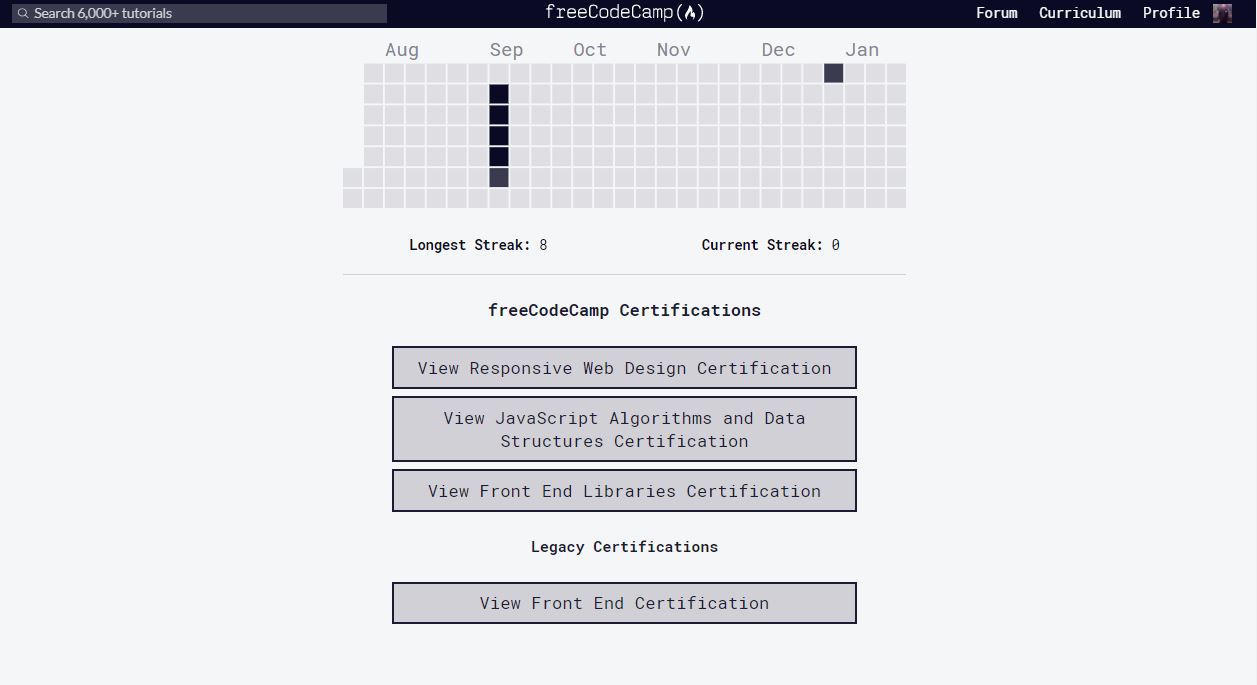 Search 6,000+ tutorials
freeCodeCamp
Forum Curriculum Profile
Aug Sep Oct Nov Dec Jan
Longest Streak: 8 Current Streak: 0
freeCodeCamp Certifications
View Responsive Web Design Certification
View JavaScript Algorithms and Data
Structures Certification
View Front End Libraries Certification
Legacy Certifications
View Front End Certification